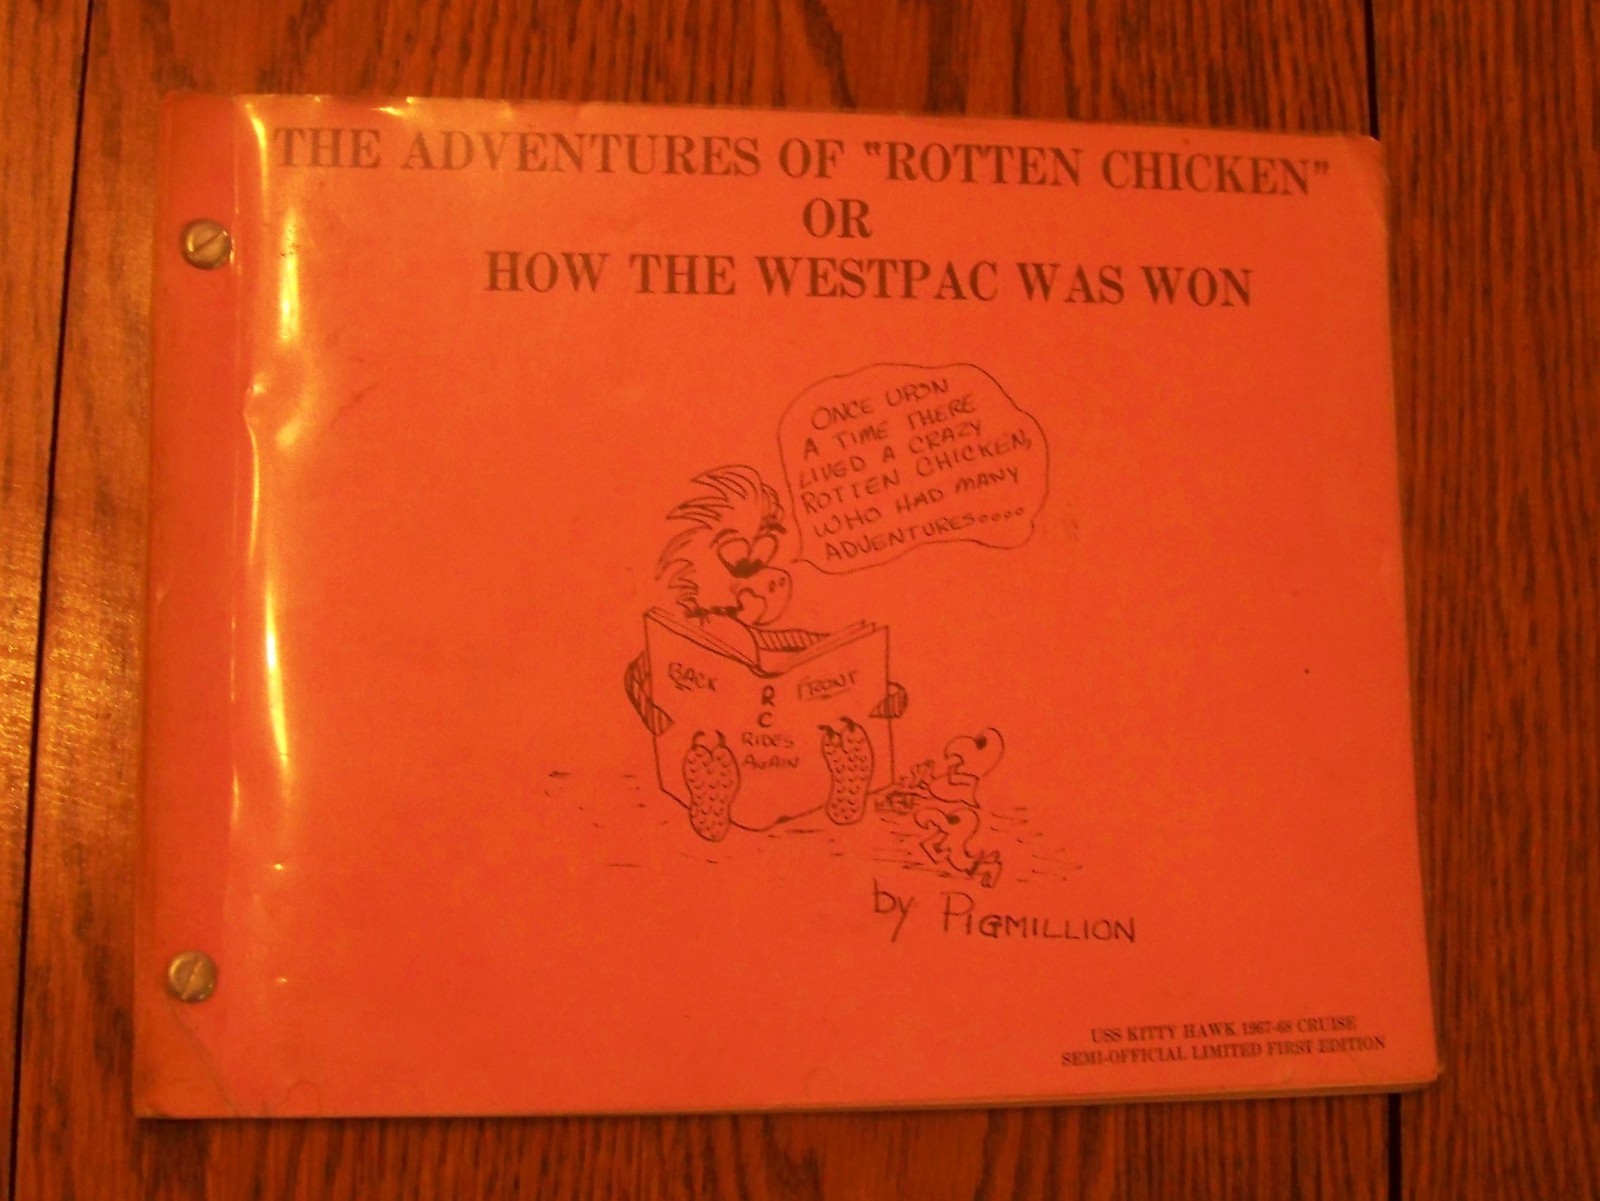 THE ADVENTURES OF "ROTTEN CHICKEN"
OR
HOW THE WESTPAC WAS WON
ONCE UPON
A TIME THERE
LIVED A CRAZY
ROTTEN CHICKEN,
WHO HAD MANY
ADVENTURES....
BACK
FRONT
R
C
RIDES
AGAIN
by PIGMILLION
USS KITTY HAWK 1967-68 CRUISE
SEMI-OFFICIAL LIMITED FIRST EDITION